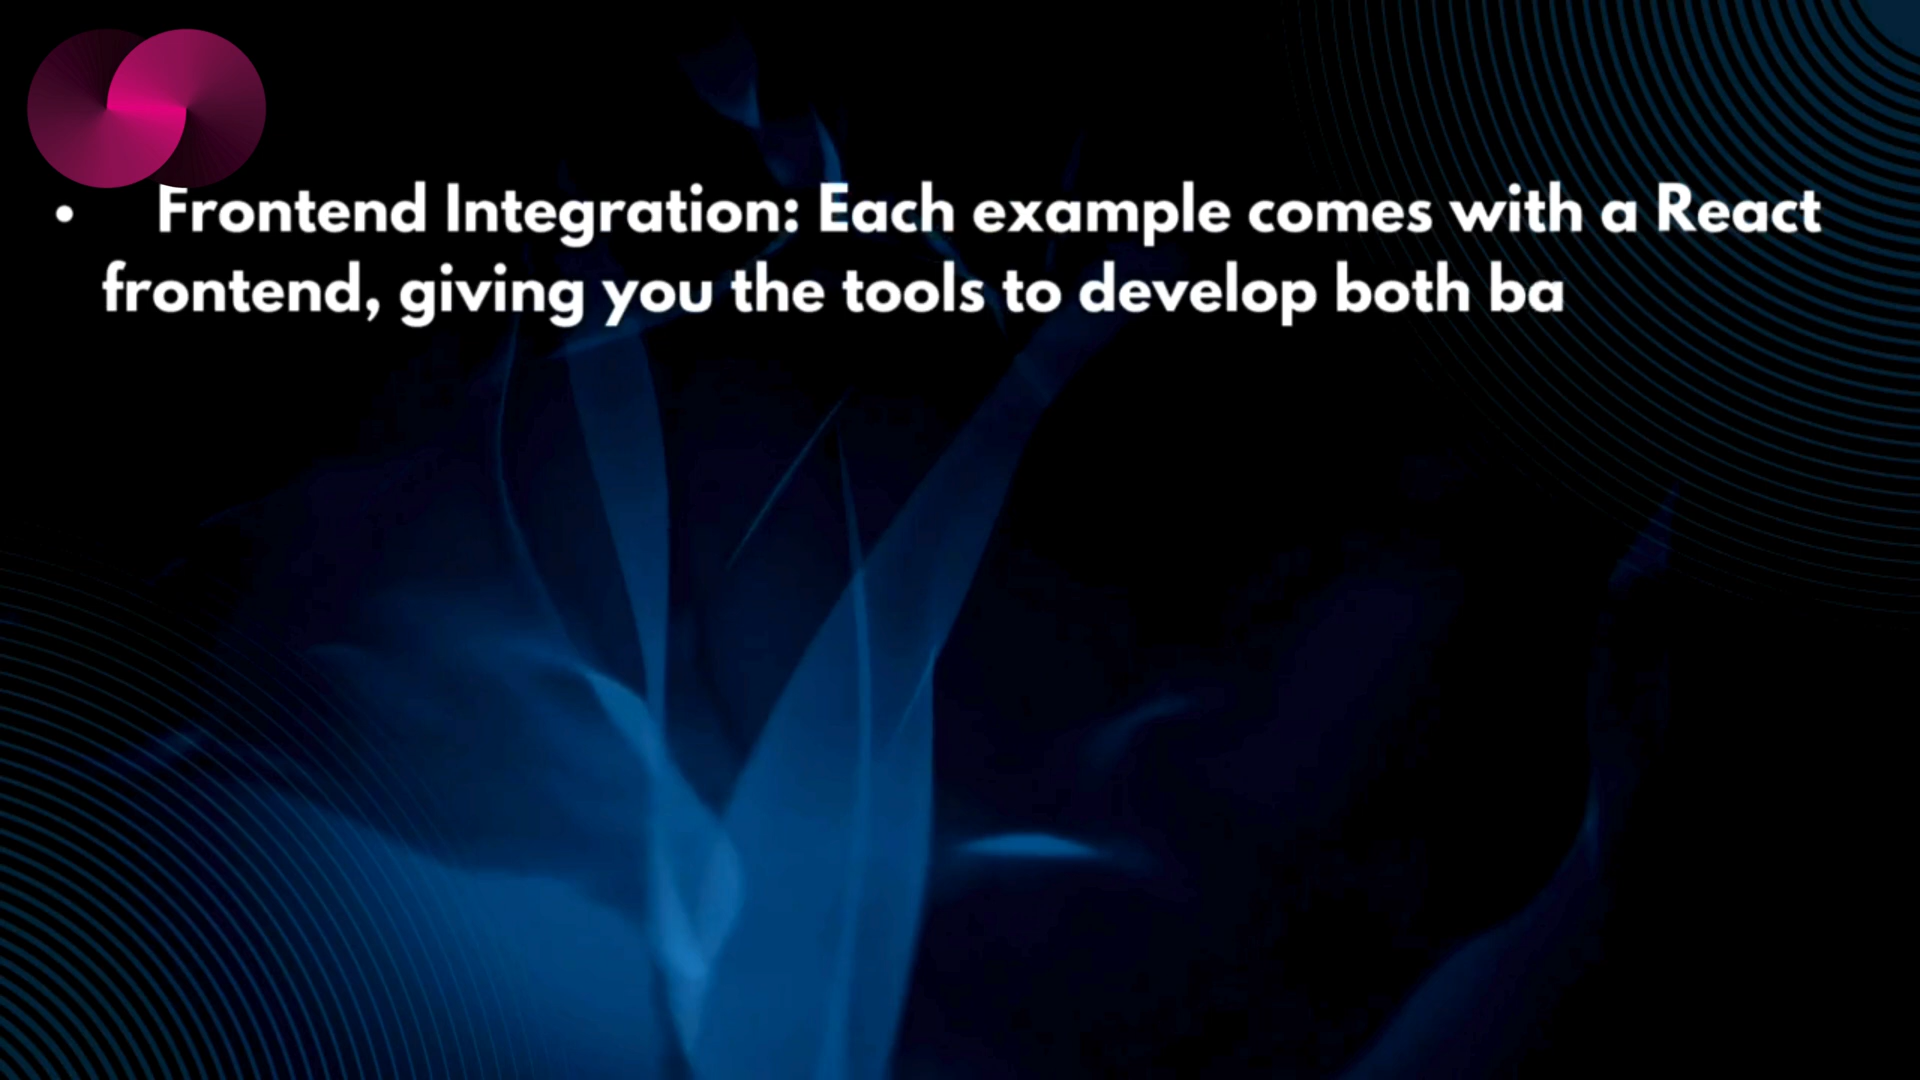 • Frontend Integration: Each example comes with a React
frontend, giving you the tools to develop both ba